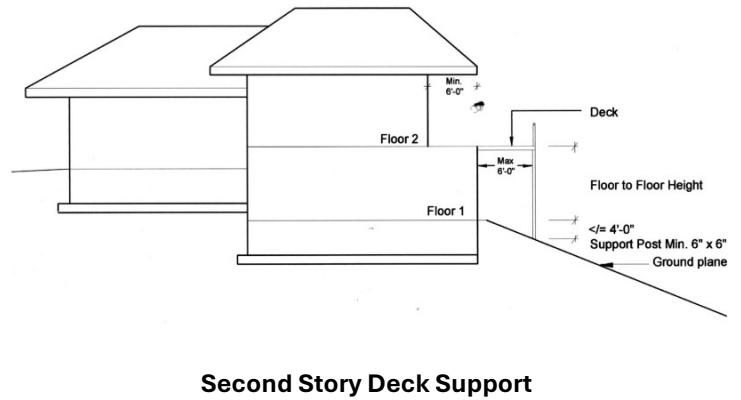 Min.
6'-0"
Deck
Floor 2
Max
6'-0"
Floor to Floor Height
Floor 1
</= 4'-0"
Support Post Min. 6" x 6"
Ground plane
Second Story Deck Support